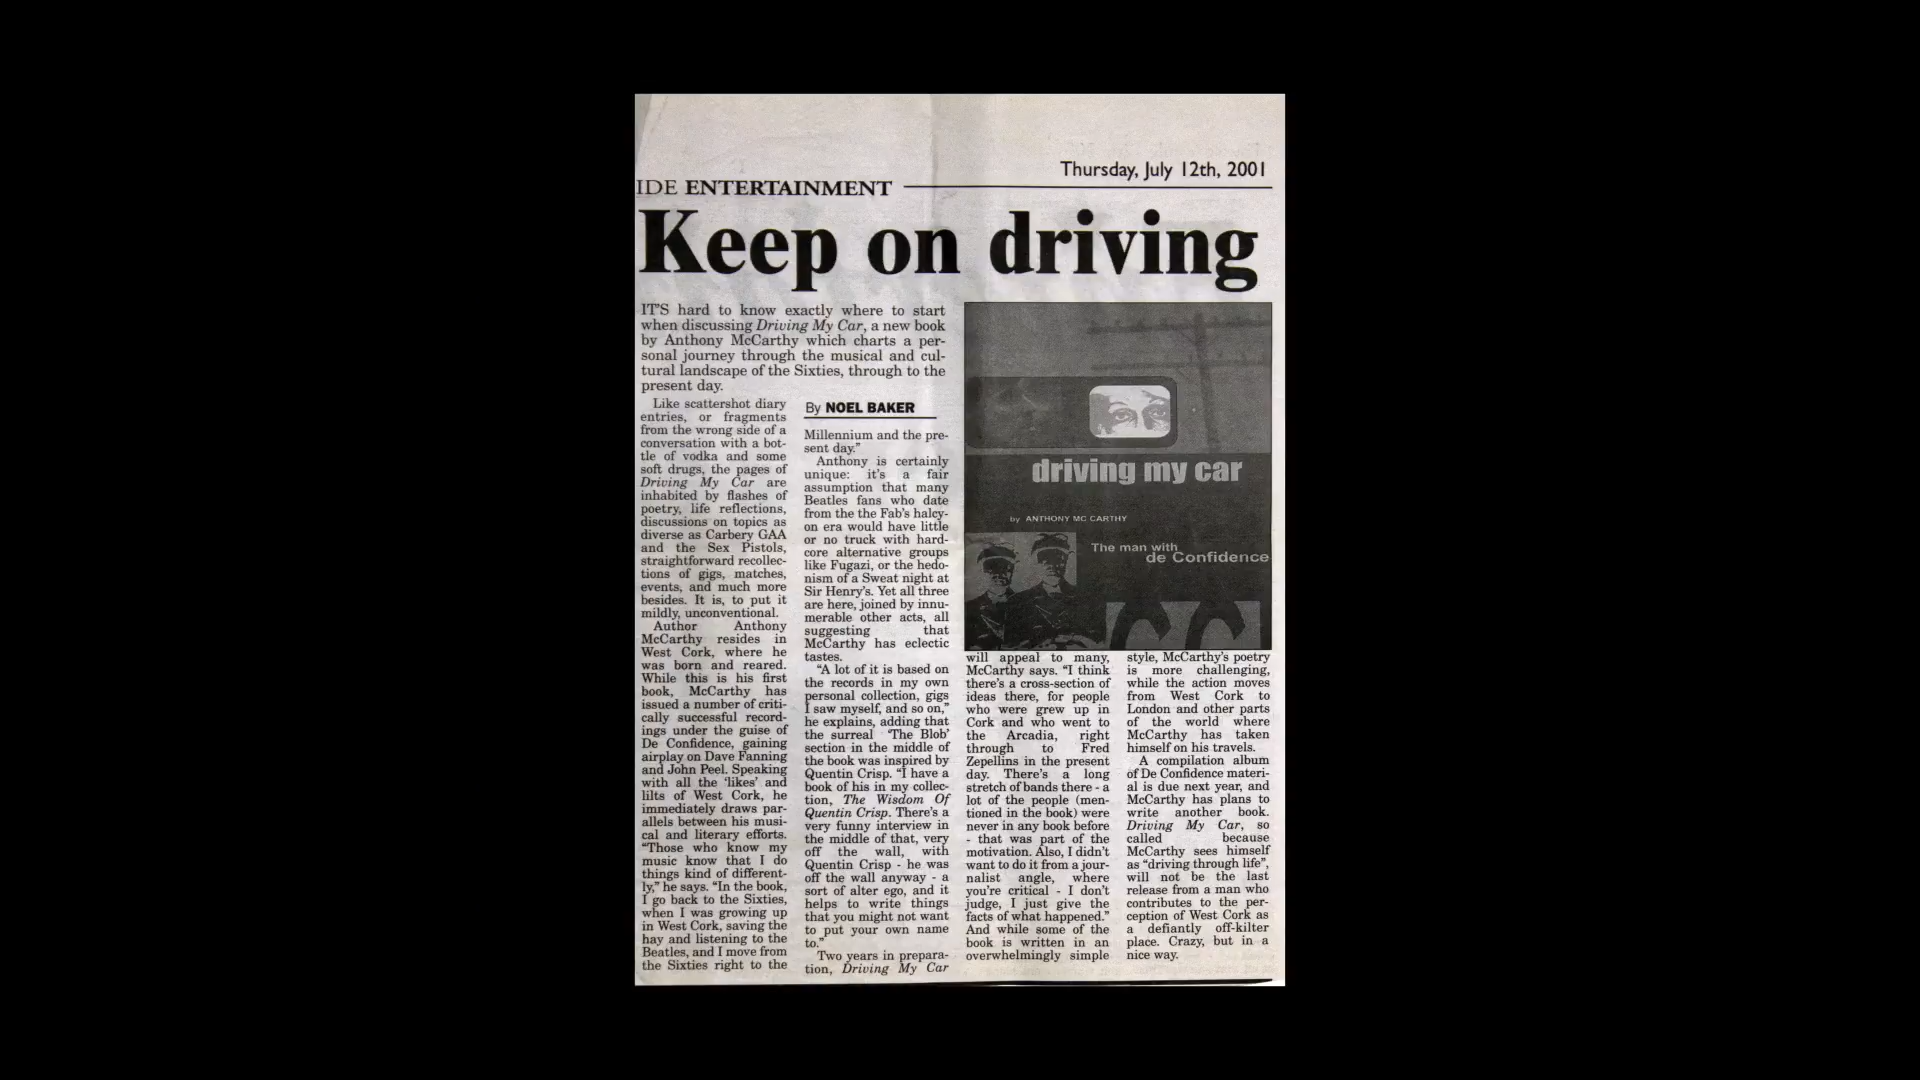 Thursday, July 12th, 2001
IDE ENTERTAINMENT
Keep on driving
IT'S hard to know exactly where to start
when discussing Driving My Car, a new book
by Anthony McCarthy which charts a per-
sonal journey through the musical and cul-
tural landscape of the Sixties, through to the
present day.
Like scattershot diary
entries, or fragments
from the wrong side of a
conversation with a bot-
tle of vodka and some
soft drugs, the pages of
Driving My Car are
inhabited by flashes of
poetry, life reflections,
discussions on topics as
diverse as Carbery GAA
and the Sex Pistols,
straightforward recollec-
tions of gigs, matches,
events, and much more
besides. It is, to put it
mildly, unconventional.
Author Anthony
McCarthy resides in
West Cork, where he
was born and reared.
While this is his first
book, McCarthy has
issued a number of criti-
cally successful record-
ings under the guise of
De Confidence, gaining
airplay on Dave Fanning
and John Peel. Speaking
with all the 'likes' and
lilts of West Cork, he
immediately draws par-
allels between his musi-
cal and literary efforts.
"Those who know my
music know that I do
things kind of different-
ly," he says. "In the book,
I go back to the Sixties,
when I was growing up
in West Cork, saving the
hay and listening to the
Beatles, and I move from
the Sixties right to the
By NOEL BAKER
Millennium and the pre-
sent day."
Anthony is certainly
unique: it's a fair
assumption that many
Beatles fans who date
from the the Fab's halcy-
on era would have little
or no truck with hard-
core alternative groups
like Fugazi, or the hedo-
nism of a Sweat night at
Sir Henry's. Yet all three
are here, joined by innu-
merable other acts, all
suggesting that
McCarthy has eclectic
tastes.
"A lot of it is based on
the records in my own
personal collection, gigs
I saw myself, and so on,"
he explains, adding that
the surreal 'The Blob'
section in the middle of
the book was inspired by
Quentin Crisp. "I have a
book of his in my collec-
tion, The Wisdom Of
Quentin Crisp. There's a
very funny interview in
the middle of that, very
off the wall, with
Quentin Crisp - he was
off the wall anyway - a
sort of alter ego, and it
helps to write things
that you might not want
to put your own name
to."
Two years in prepara-
tion, Driving My Car
driving my car
by ANTHONY MC CARTHY
The man with
de Confidence
CC
will appeal to many,
McCarthy says. "I think
there's a cross-section of
ideas there, for people
who were grew up in
Cork and who went to
the Arcadia, right
through to Fred
Zepellins in the present
day. There's a long
stretch of bands there - a
lot of the people (men-
tioned in the book) were
never in any book before
- that was part of the
motivation. Also, I didn't
want to do it from a jour-
nalist angle, where
you're critical - I don't
judge, I just give the
facts of what happened."
And while some of the
book is written in an
overwhelmingly simple
style, McCarthy's poetry
is more challenging,
while the action moves
from West Cork to
London and other parts
of the world where
McCarthy has taken
himself on his travels.
A compilation album
of De Confidence materi-
al is due next year, and
McCarthy has plans to
write another book.
Driving My Car, so
called because
McCarthy sees himself
as "driving through life",
will not be the last
release from a man who
contributes to the per-
ception of West Cork as
a defiantly off-kilter
place. Crazy, but in a
nice way.